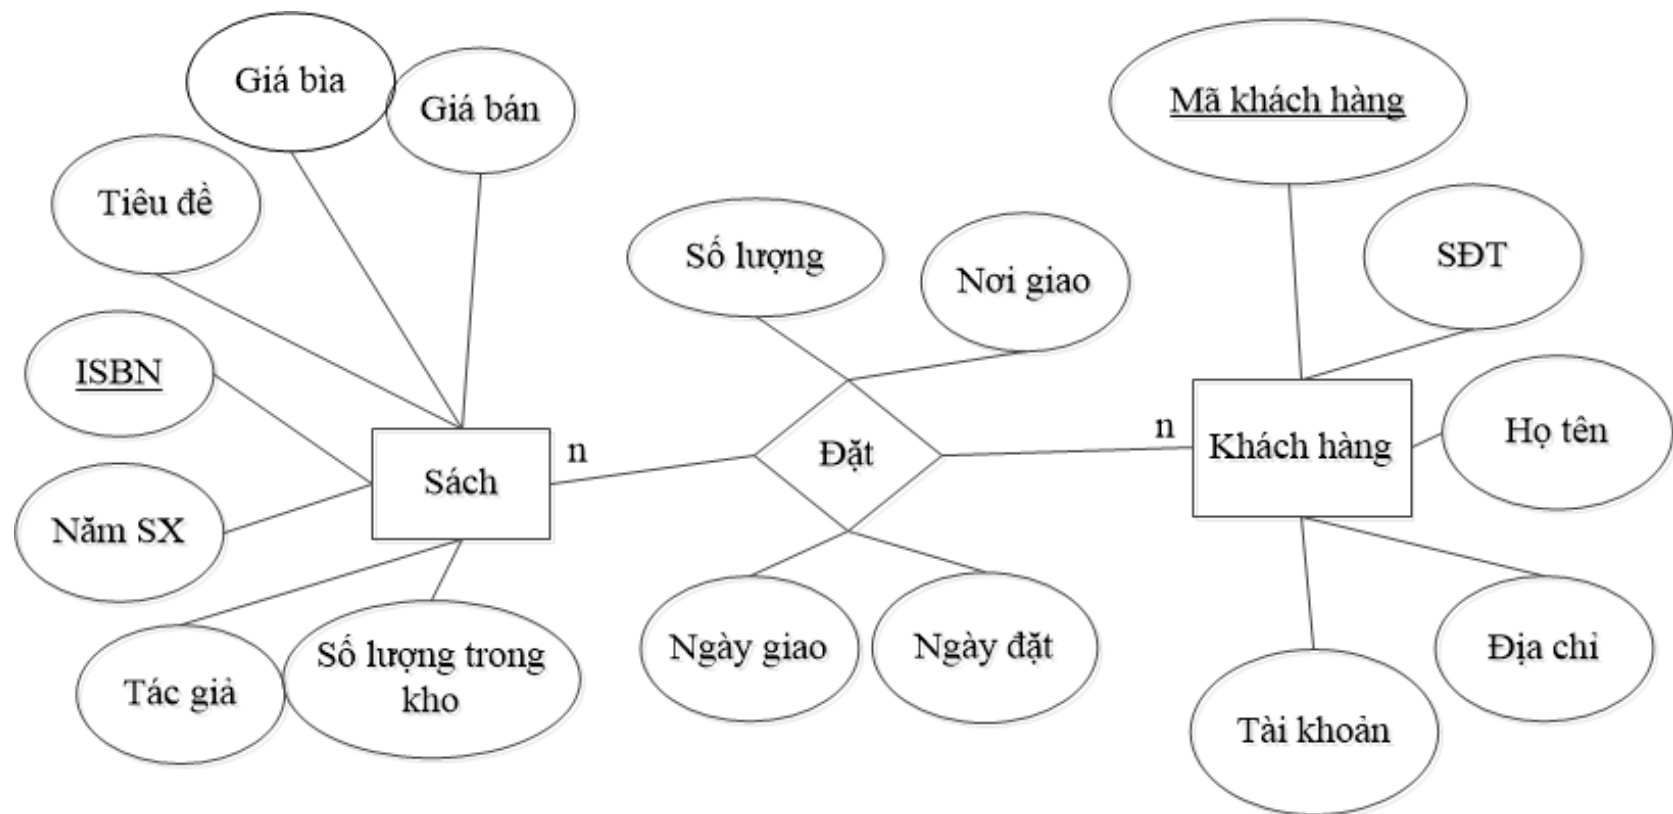 Giá bìa
Giá bán
Mã khách hàng
Tiêu đề
Số lượng
Nơi giao
SĐT
ISBN
Họ tên
n
n
Sách
Đặt
Khách hàng
Năm SX
Tác giả
Số lượng trong
kho
Ngày giao
Ngày đặt
Địa chỉ
Tài khoản